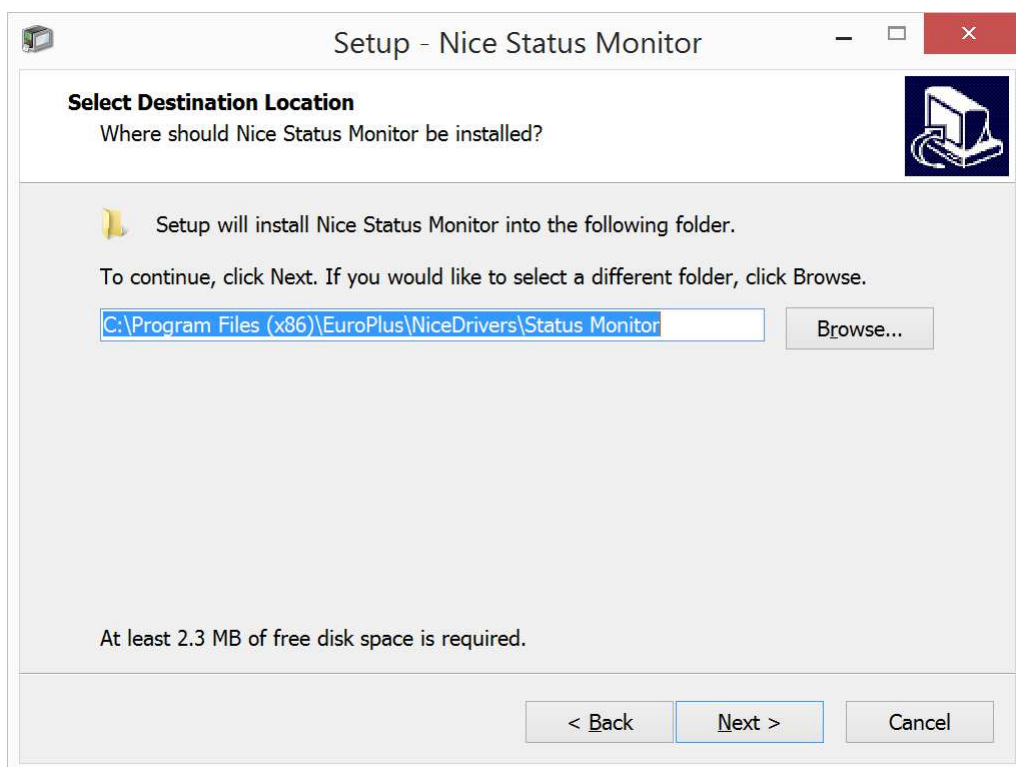 Setup - Nice Status Monitor
Select Destination Location
Where should Nice Status Monitor be installed?
Setup will install Nice Status Monitor into the following folder.
To continue, click Next. If you would like to select a different folder, click Browse.
C:\Program Files (x86)\EuroPlus\NiceDrivers\Status Monitor
Browse...
At least 2.3 MB of free disk space is required.
< Back
Next >
Cancel